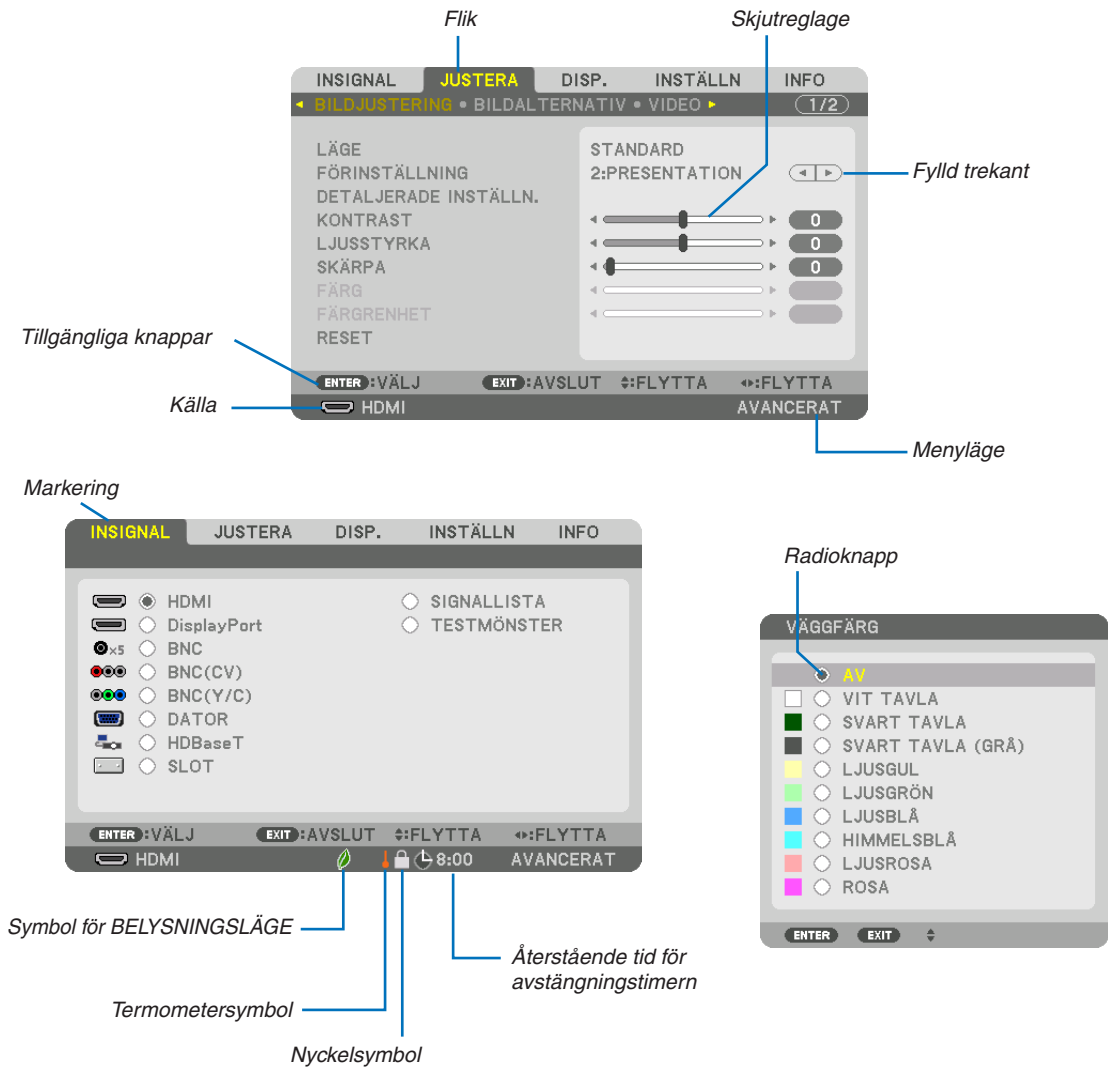 Flik
Skjutreglage
INSIGNAL JUSTERA DISP. INSTÄLLN INFO
BILDJUSTERING • BILDALTERNATIV • VIDEO 1/2
LÄGE STANDARD
FÖRINSTÄLLNING 2:PRESENTATION
Fylld trekant
DETALJERADE INSTÄLLN.
KONTRAST 0
LJUSSTYRKA 0
SKÄRPA 0
FÄRG
FÄRGRENHET
RESET
Tillgängliga knappar
ENTER :VÄLJ EXIT :AVSLUT :FLYTTA :FLYTTA
Källa
HDMI AVANCERAT
Menyläge
Markering
INSIGNAL JUSTERA DISP. INSTÄLLN INFO
HDMI SIGNALLISTA
DisplayPort TESTMÖNSTER
×5 BNC
BNC(CV)
BNC(Y/C)
DATOR
HDBaseT
SLOT
ENTER :VÄLJ EXIT :AVSLUT :FLYTTA :FLYTTA
HDMI 8:00 AVANCERAT
Symbol för BELYSNINGSLÄGE
Termometersymbol
Nyckelsymbol
Återstående tid för
avstängningstimern
Radioknapp
VÄGGFÄRG
AV
VIT TAVLA
SVART TAVLA
SVART TAVLA (GRÅ)
LJUSGUL
LJUSGRÖN
LJUSBLÅ
HIMMELSBLÅ
LJUSROSA
ROSA
ENTER EXIT